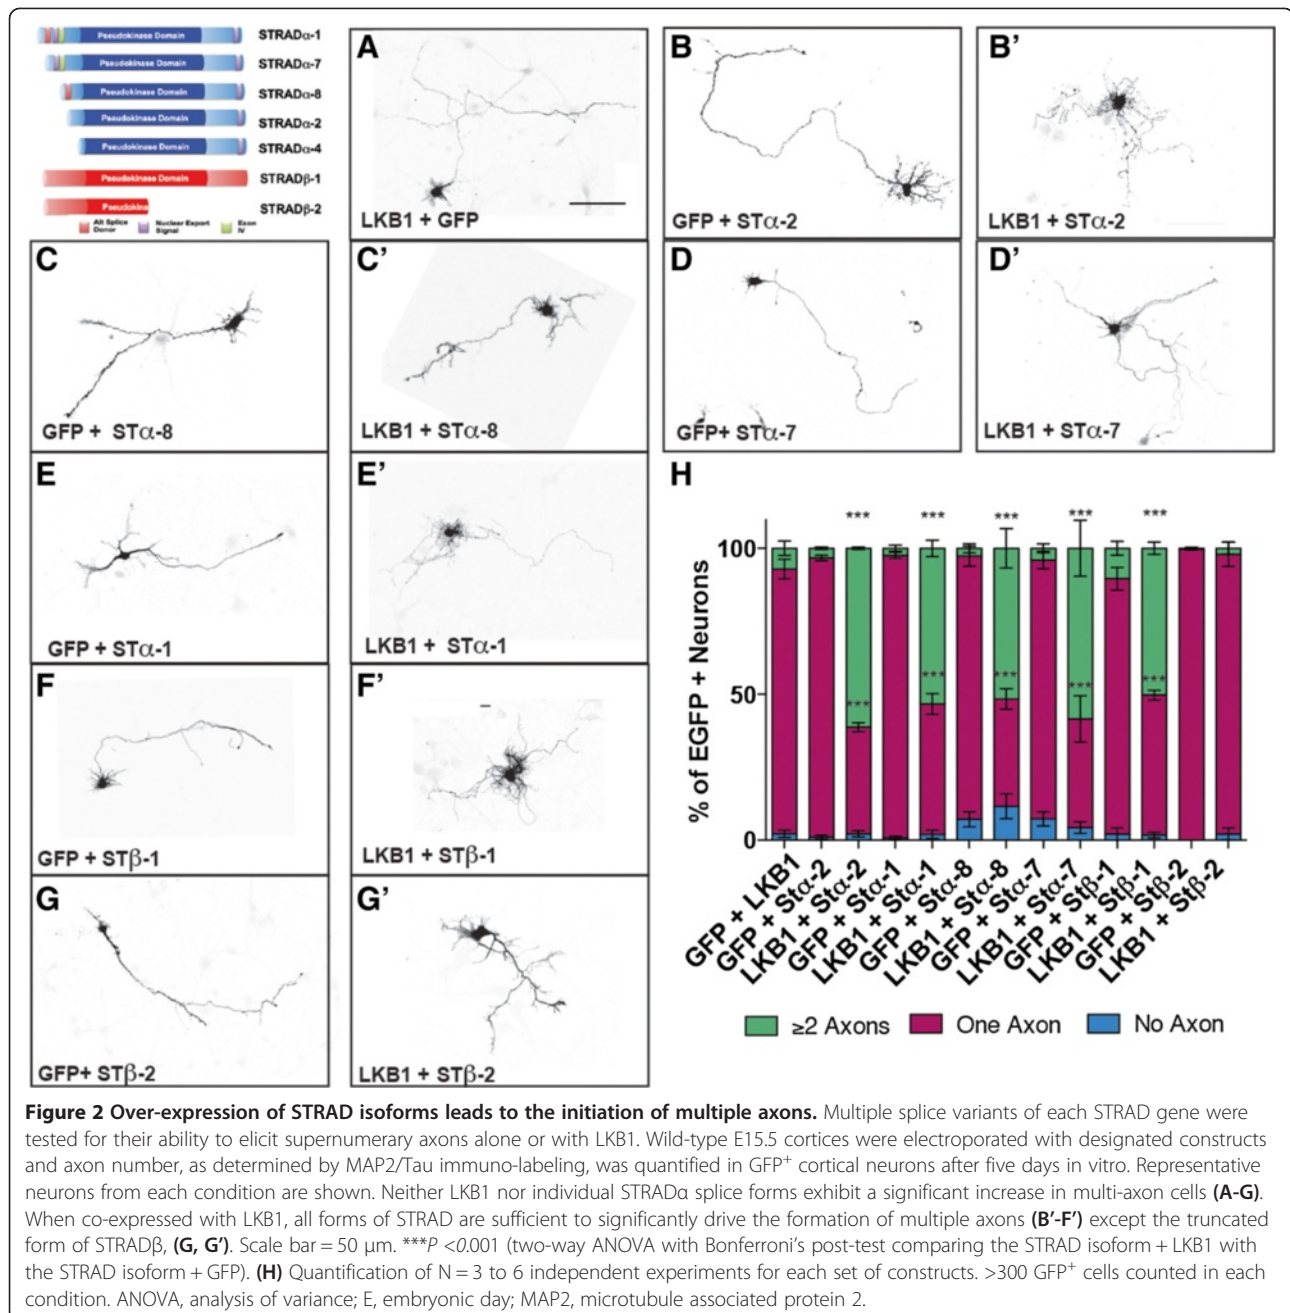 Pseudokinase Domain STRADα-1
Pseudokinase Domain STRADα-7
Pseudokinase Domain STRADα-8
Pseudokinase Domain STRADα-2
Pseudokinase Domain STRADα-4
Pseudokinase Domain STRADβ-1
Pseudokina STRADβ-2
Alt Splice Donor
Nuclear Export Signal
Exon IV
A
LKB1 + GFP
B
GFP + STα-2
B'
LKB1 + STα-2
C
GFP + STα-8
C'
LKB1 + STα-8
D
GFP+ STα-7
D'
LKB1 + STα-7
E
GFP + STα-1
E'
LKB1 + STα-1
F
GFP + STβ-1
F'
LKB1 + STβ-1
G
GFP+ STβ-2
G'
LKB1 + STβ-2
H
% of EGFP + Neurons
100
50
0
*** *** *** *** ***
*** *** *** *** ***
GFP + LKB1
GFP + Stα-2
LKB1 + Stα-2
GFP + Stα-1
LKB1 + Stα-1
GFP + Stα-8
LKB1 + Stα-8
GFP + Stα-7
LKB1 + Stα-7
GFP + Stβ-1
LKB1 + Stβ-1
GFP + Stβ-2
LKB1 + Stβ-2
≥2 Axons One Axon No Axon
Figure 2 Over-expression of STRAD isoforms leads to the initiation of multiple axons. Multiple splice variants of each STRAD gene were
tested for their ability to elicit supernumerary axons alone or with LKB1. Wild-type E15.5 cortices were electroporated with designated constructs
and axon number, as determined by MAP2/Tau immuno-labeling, was quantified in GFP⁺ cortical neurons after five days in vitro. Representative
neurons from each condition are shown. Neither LKB1 nor individual STRADα splice forms exhibit a significant increase in multi-axon cells (A-G).
When co-expressed with LKB1, all forms of STRAD are sufficient to significantly drive the formation of multiple axons (B'-F') except the truncated
form of STRADβ, (G, G'). Scale bar = 50 μm. ***P <0.001 (two-way ANOVA with Bonferroni's post-test comparing the STRAD isoform + LKB1 with
the STRAD isoform + GFP). (H) Quantification of N = 3 to 6 independent experiments for each set of constructs. >300 GFP⁺ cells counted in each
condition. ANOVA, analysis of variance; E, embryonic day; MAP2, microtubule associated protein 2.